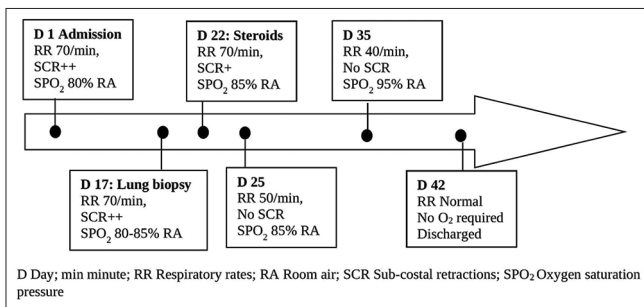 D 1 Admission
RR 70/min,
SCR++
SPO₂ 80% RA
D 22: Steroids
RR 70/min,
SCR+
SPO₂ 85% RA
D 35
RR 40/min,
No SCR
SPO₂ 95% RA
D 17: Lung biopsy
RR 70/min,
SCR++
SPO₂ 80-85% RA
D 25
RR 50/min,
No SCR
SPO₂ 85% RA
D 42
RR Normal
No O₂ required
Discharged
D Day; min minute; RR Respiratory rates; RA Room air; SCR Sub-costal retractions; SPO₂ Oxygen saturation
pressure